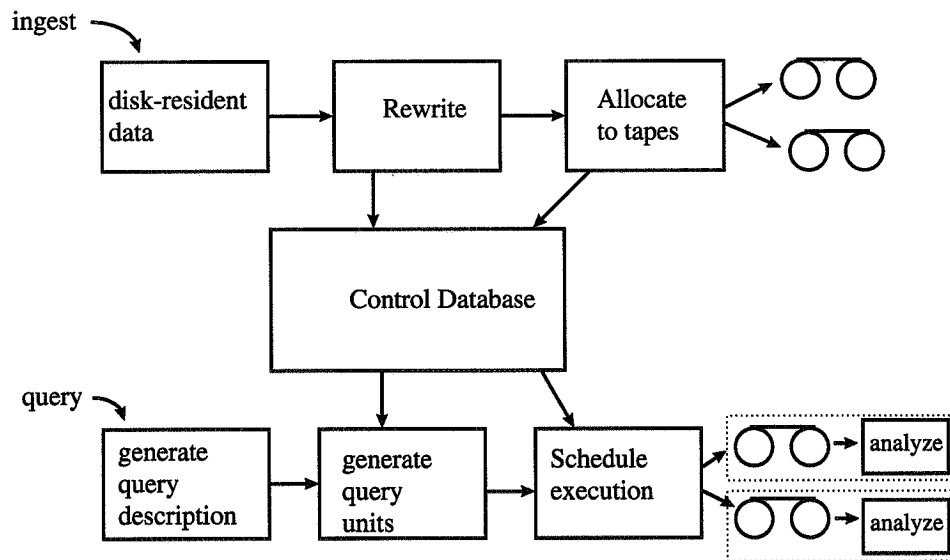 ingest
disk-resident
data
Rewrite
Allocate
to tapes
Control Database
query
generate
query
description
generate
query
units
Schedule
execution
analyze
analyze